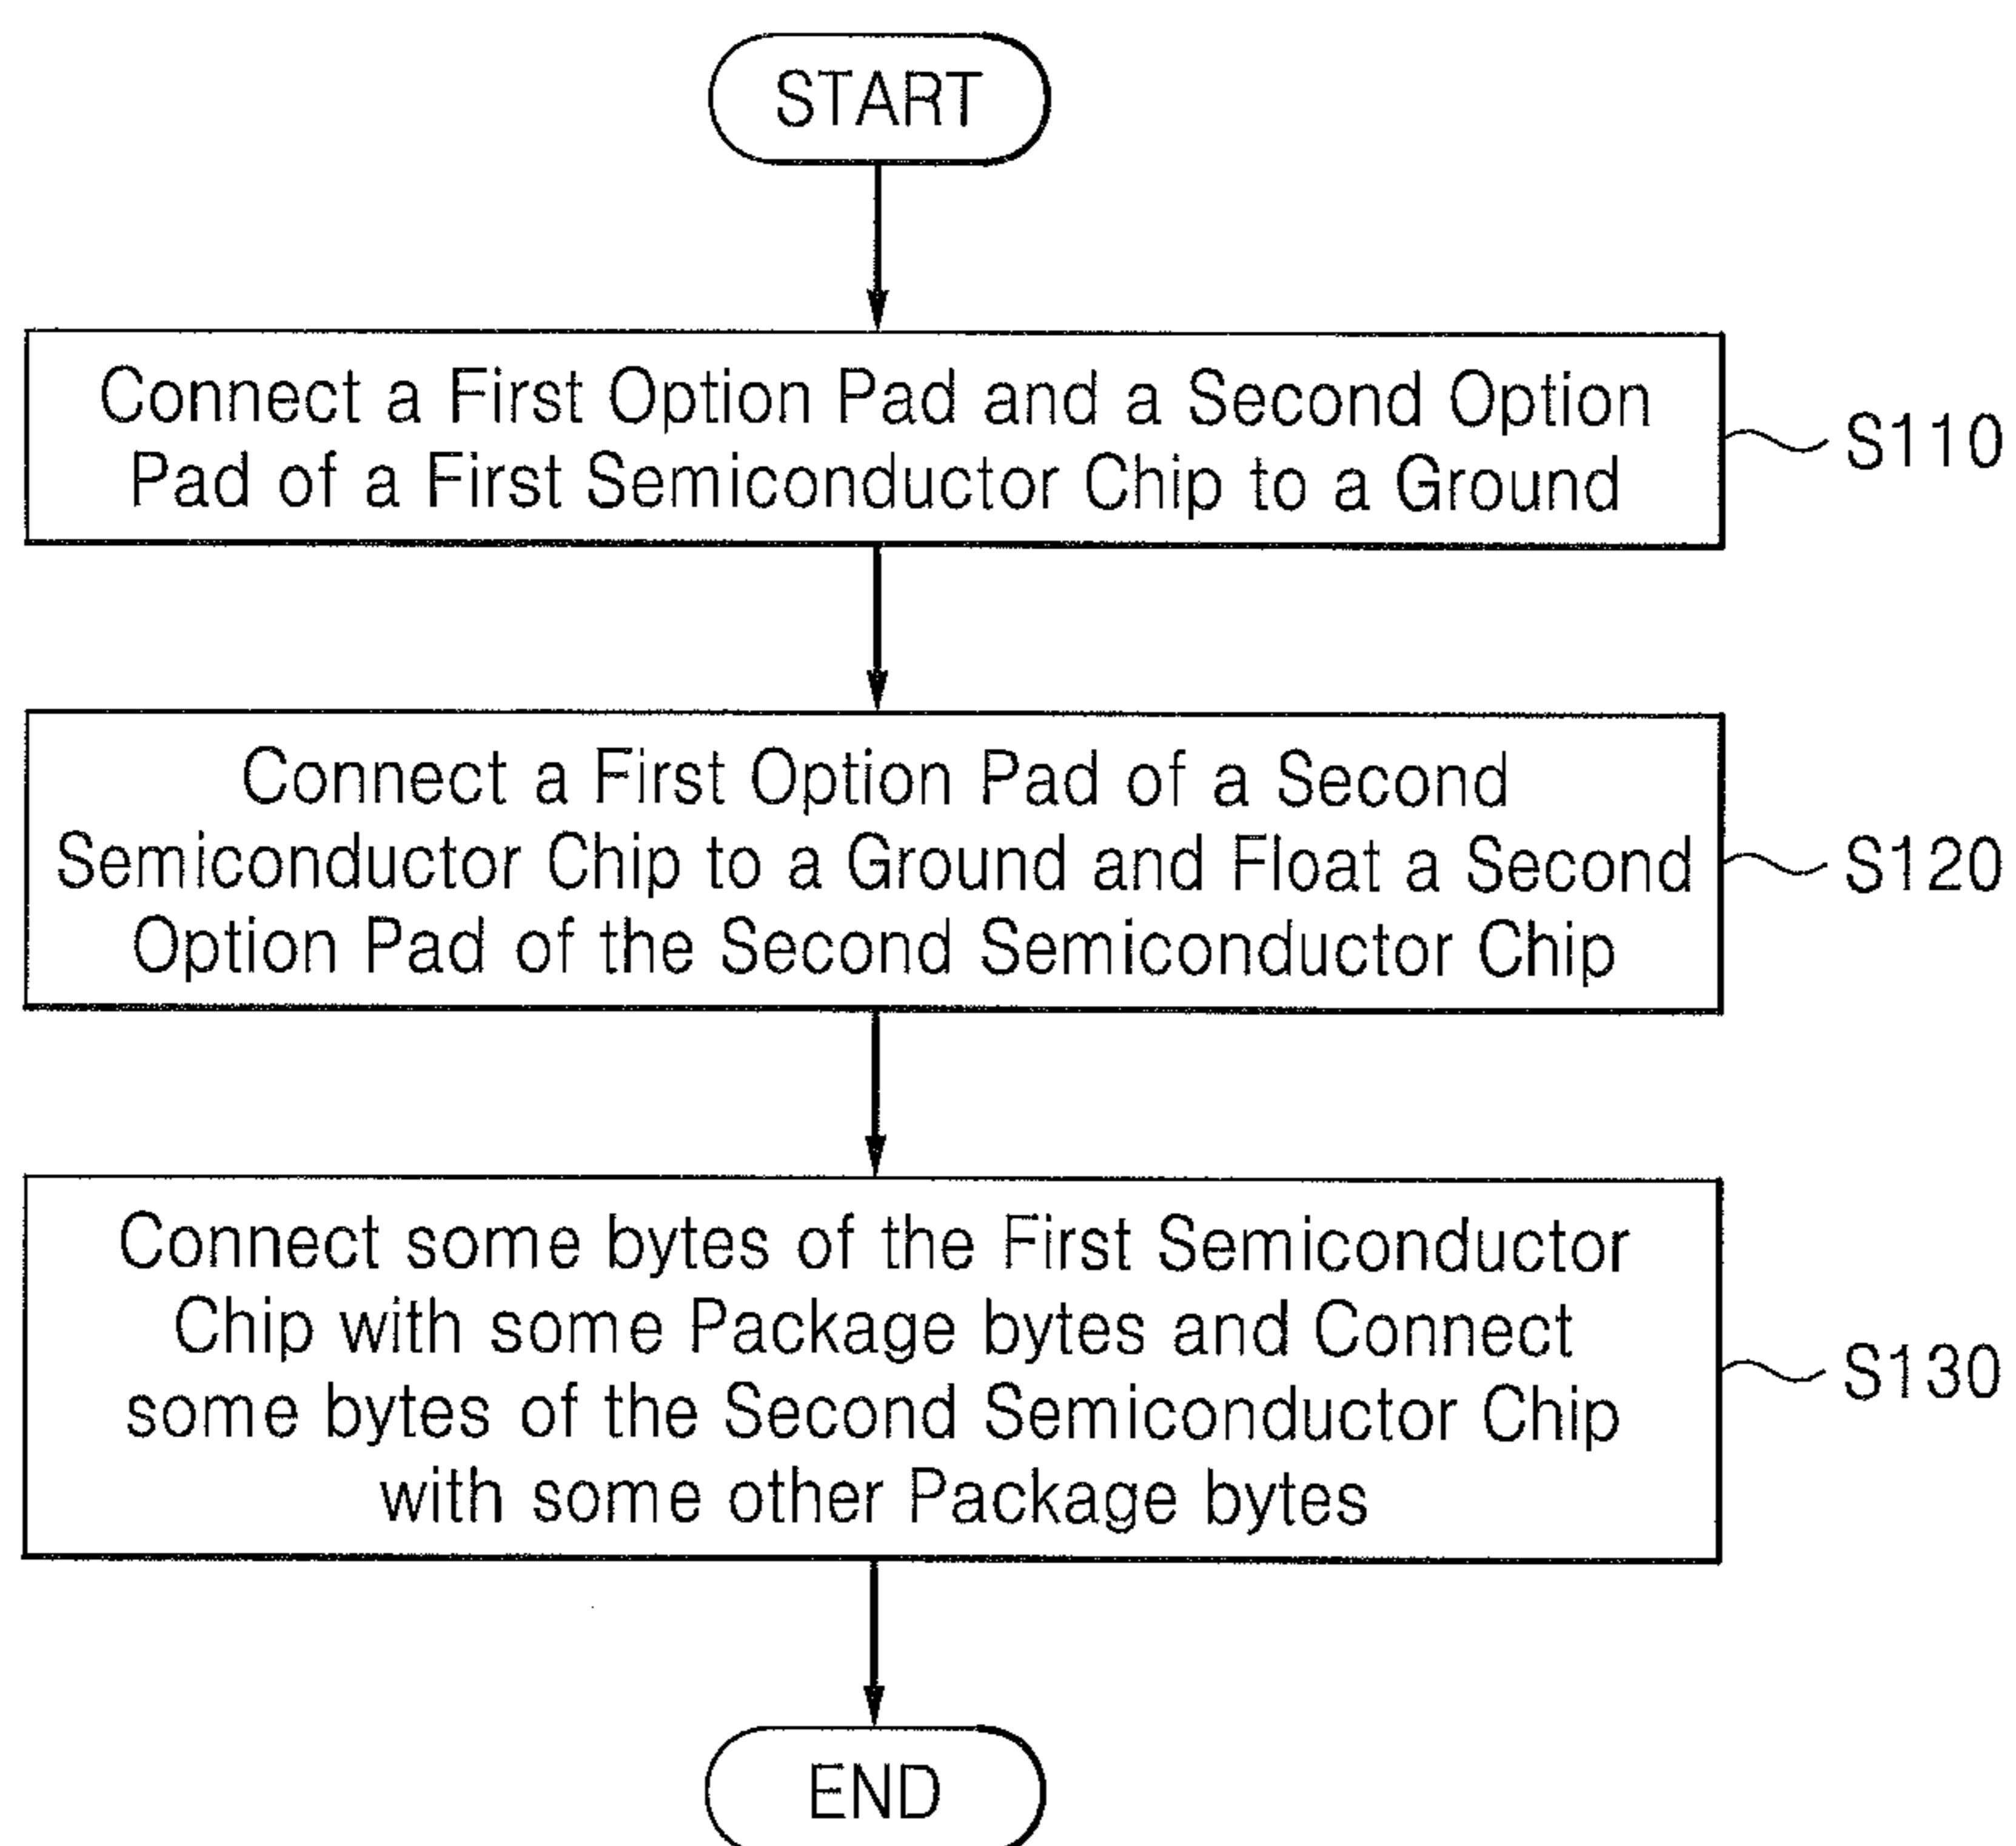 START
Connect a First Option Pad and a Second Option
Pad of a First Semiconductor Chip to a Ground
S110
Connect a First Option Pad of a Second
Semiconductor Chip to a Ground and Float a Second
Option Pad of the Second Semiconductor Chip
S120
Connect some bytes of the First Semiconductor
Chip with some Package bytes and Connect
some bytes of the Second Semiconductor Chip
with some other Package bytes
S130
END